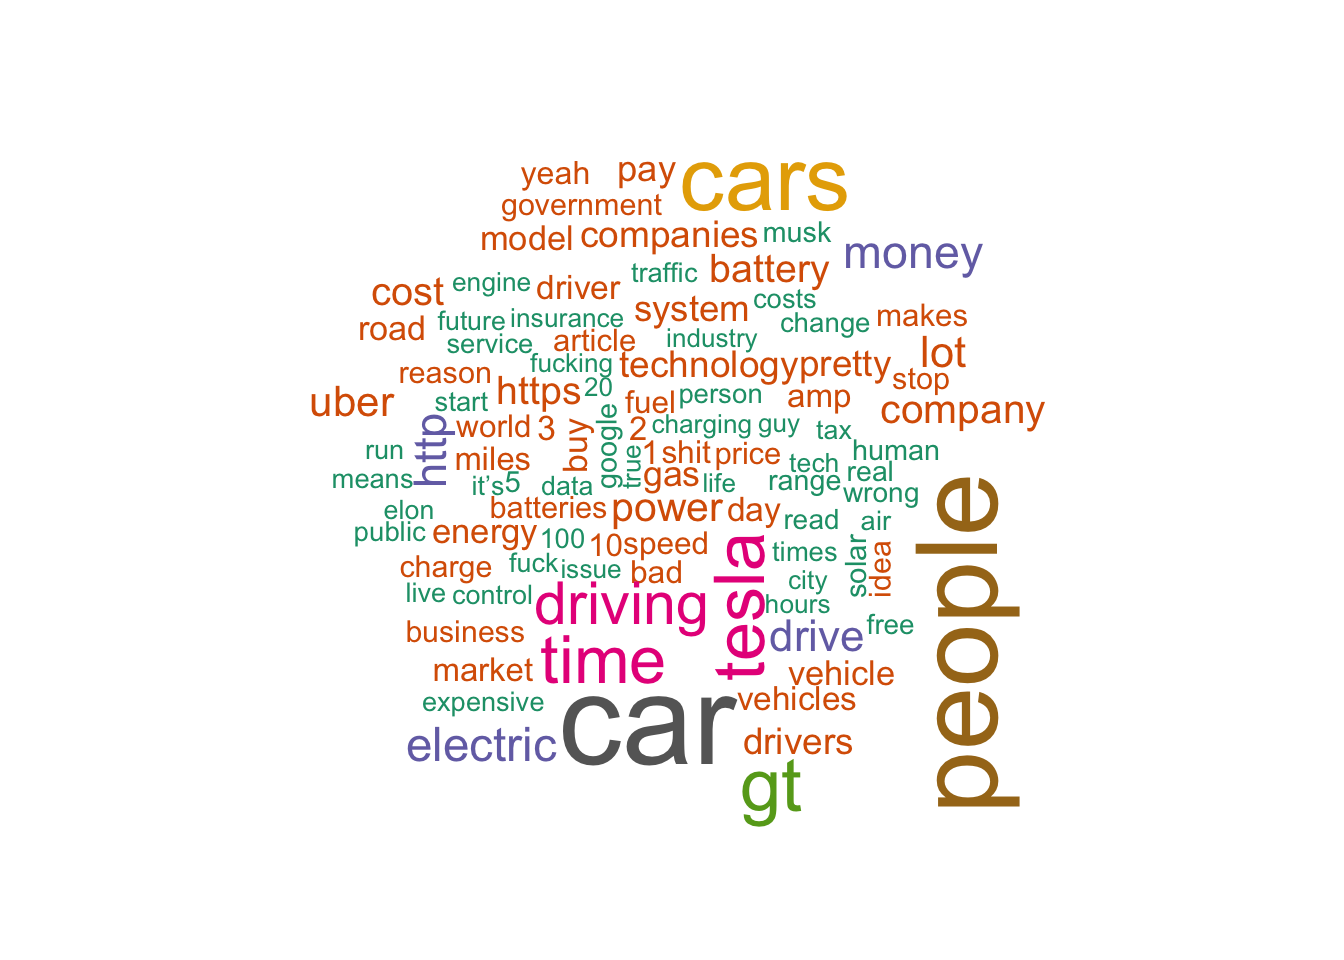 yeah pay cars
government
model companies musk
money
engine driver traffic battery
cost system costs
road future insurance change makes
service article industry
fucking technology pretty lot
reason https 20 person amp stop
uber start fuel company
http world 3 buy google 2 charging guy tax
run miles true 1 shit price tech human
means it’s 5 data gas life range real
wrong
elon batteries power day read air
public energy 100 10 speed people
charge fuck issue bad tesla times solar idea
live control driving city
hours
business time drive free
market vehicle
expensive car vehicles
electric drivers
gt